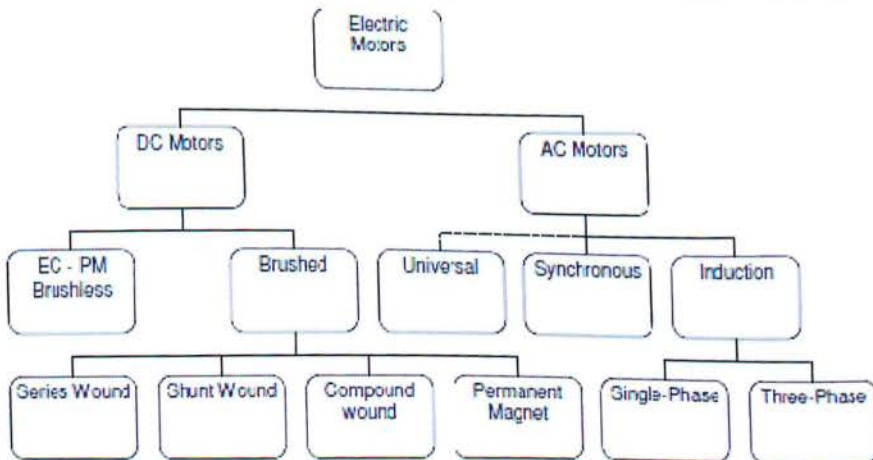 Electric
Motors
DC Motors
AC Motors
EC - PM
Brushless
Brushed
Universal
Synchronous
Induction
Series Wound
Shunt Wound
Compound
wound
Permanent
Magnet
Single-Phase
Three-Phase